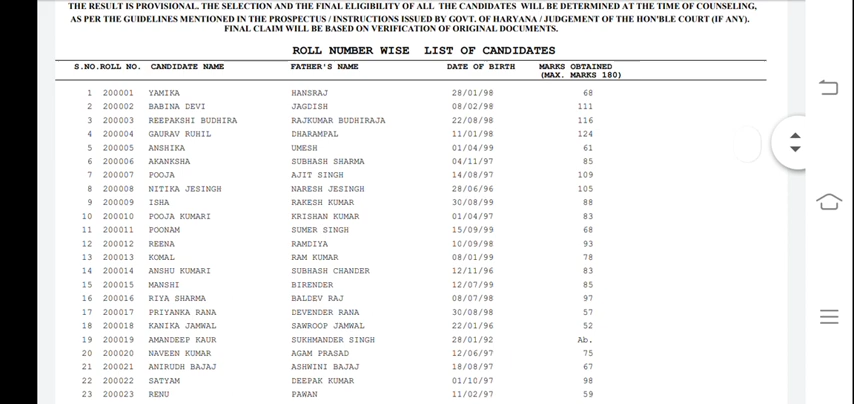 THE RESULT IS PROVISIONAL. THE SELECTION AND THE FINAL ELIGIBILITY OF ALL THE CANDIDATES WILL BE DETERMINED AT THE TIME OF COUNSELING,
AS PER THE GUIDELINES MENTIONED IN THE PROSPECTUS / INSTRUCTIONS ISSUED BY GOVT. OF HARYANA / JUDGEMENT OF THE HON'BLE COURT (IF ANY).
FINAL CLAIM WILL BE BASED ON VERIFICATION OF ORIGINAL DOCUMENTS.
ROLL NUMBER WISE LIST OF CANDIDATES
S.NO. ROLL NO. CANDIDATE NAME FATHER'S NAME DATE OF BIRTH MARKS OBTAINED
(MAX. MARKS 180)
1 200001 YAMIKA HANSRAJ 28/01/98 68
2 200002 BABINA DEVI JAGDISH 08/02/98 111
3 200003 REEPAKSHI BUDHIRA RAJKUMAR BUDHIRAJA 22/08/98 116
4 200004 GAURAV RUHIL DHARAMPAL 11/01/98 124
5 200005 ANSHIKA UMESH 01/04/99 61
6 200006 AKANKSHA SUBHASH SHARMA 04/11/97 85
7 200007 POOJA AJIT SINGH 14/08/97 109
8 200008 NITIKA JESINGH NARESH JESINGH 28/06/96 105
9 200009 ISHA RAKESH KUMAR 30/08/99 88
10 200010 POOJA KUMARI KRISHAN KUMAR 01/04/97 83
11 200011 POONAM SUMER SINGH 15/09/99 68
12 200012 REENA RAMDIYA 10/09/98 93
13 200013 KOMAL RAM KUMAR 08/01/99 78
14 200014 ANSHU KUMARI SUBHASH CHANDER 12/11/96 83
15 200015 MANSHI BIRENDER 12/07/99 85
16 200016 RIYA SHARMA BALDEV RAJ 08/07/98 97
17 200017 PRIYANKA RANA DEVENDER RANA 30/08/98 57
18 200018 KANIKA JAMWAL SAWROOP JAMWAL 22/01/96 52
19 200019 AMANDEEP KAUR SUKHMANDER SINGH 28/01/92 Ab.
20 200020 NAVEEN KUMAR AGAM PRASAD 12/06/97 75
21 200021 ANIRUDH BAJAJ ASHWINI BAJAJ 18/08/97 67
22 200022 SATYAM DEEPAK KUMAR 01/10/97 98
23 200023 RENU PAWAN 11/02/97 59